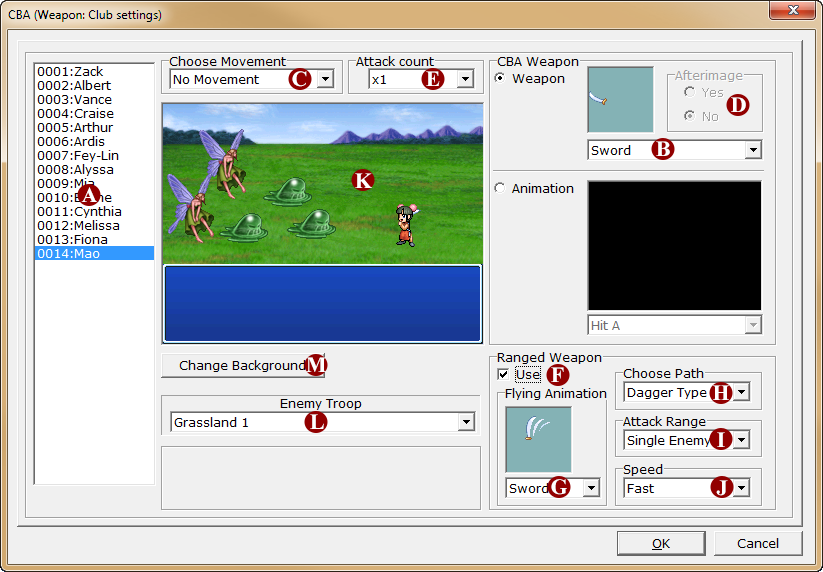 CBA (Weapon: Club settings)
0001:Zack
0002:Albert
0003:Vance
0004:Craise
0005:Arthur
0006:Ardis
0007:Fey-Lin
0008:Alyssa
0009:Mia
A
0011:Cynthia
0012:Melissa
0013:Fiona
0014:Mao
Choose Movement
No Movement C
Attack count
x1 E
K
Change Background M
Enemy Troop
Grassland 1 L
CBA Weapon
Weapon
Afterimage
Yes
No
D
Sword B
Animation
Hit A
Ranged Weapon
Use F
Flying Animation
Sword G
Choose Path
Dagger Type H
Attack Range
Single Enemy I
Speed
Fast J
OK
Cancel